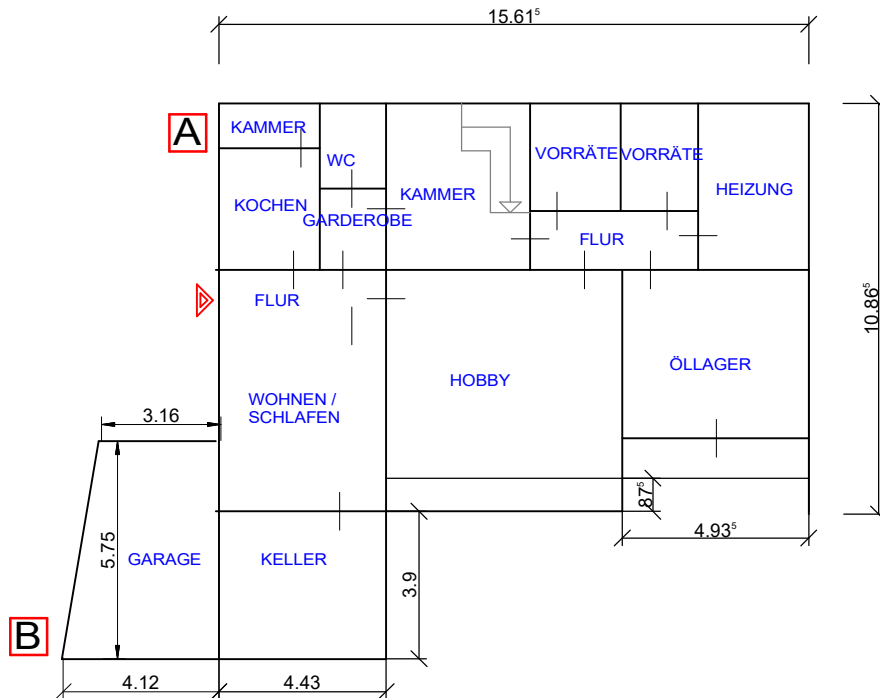 15.61⁵
A
KAMMER
WC
VORRÄTE
VORRÄTE
KOCHEN
KAMMER
HEIZUNG
GARDEROBE
FLUR
FLUR
10.86⁵
ÖLLAGER
HOBBY
WOHNEN /
SCHLAFEN
3.16
87⁵
4.93⁵
5.75
GARAGE
KELLER
3.9
B
4.12
4.43